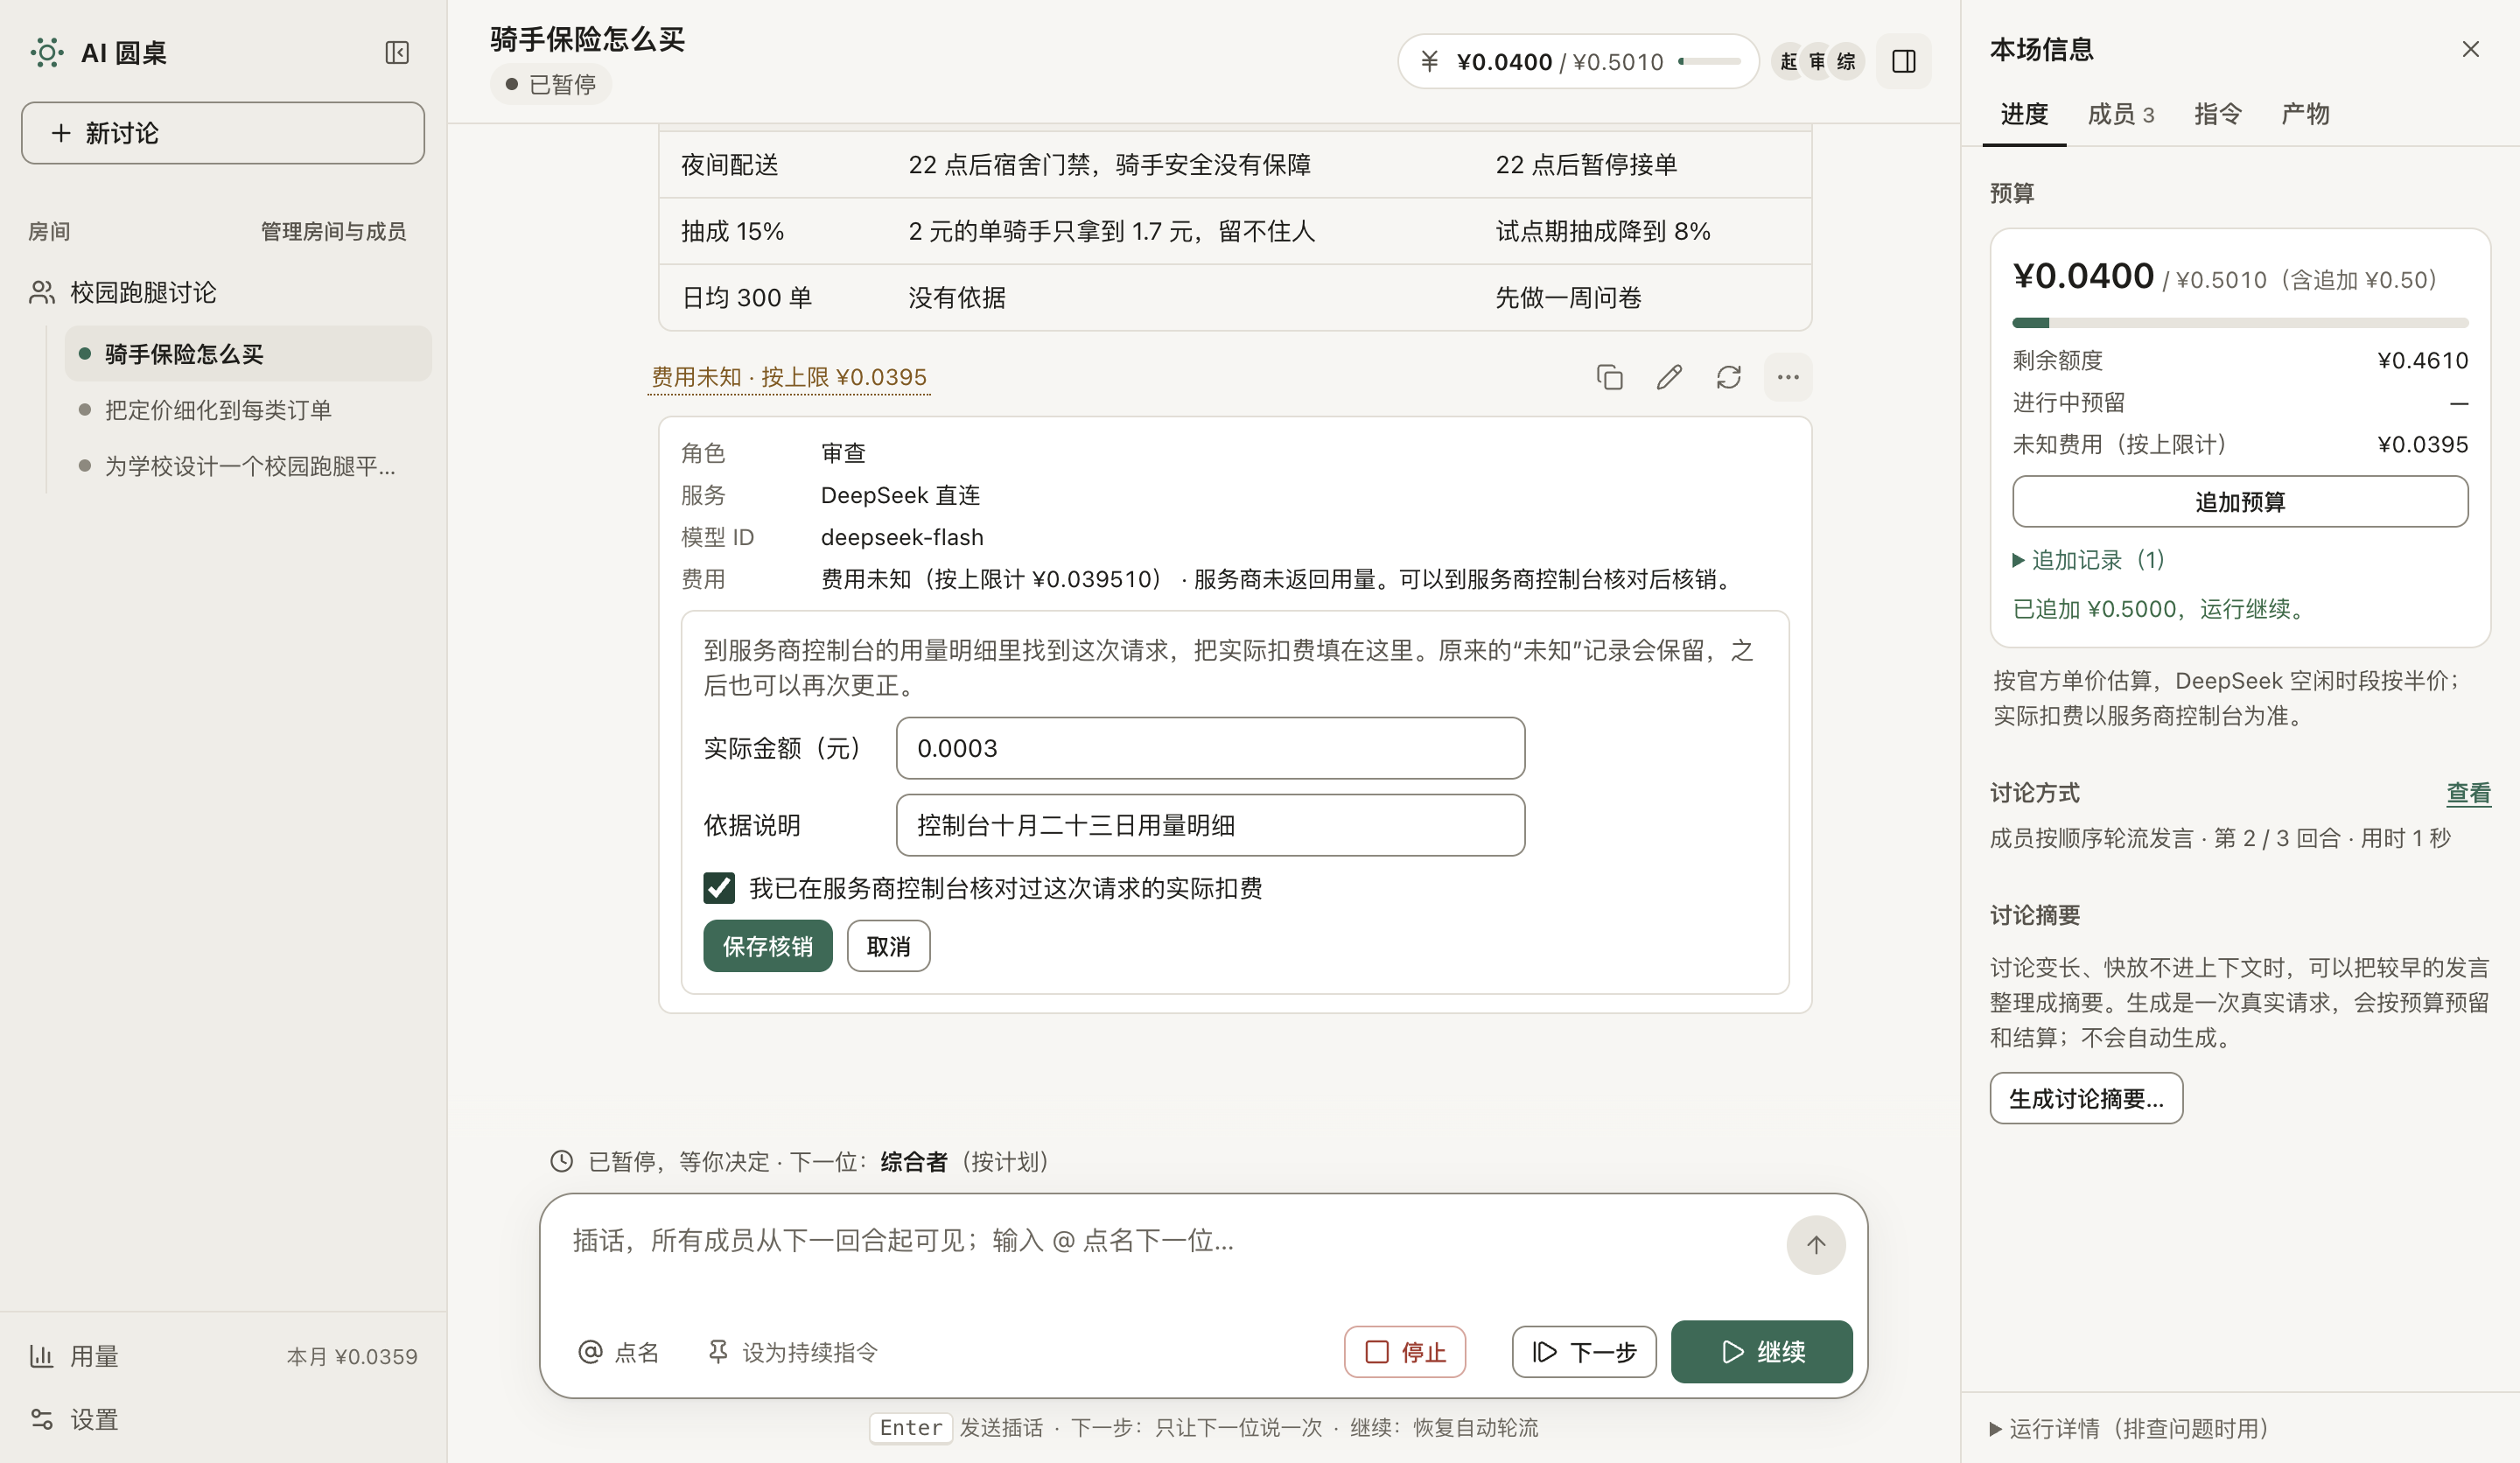 AI 圆桌
新讨论
房间
管理房间与成员
校园跑腿讨论
骑手保险怎么买
把定价细化到每类订单
为学校设计一个校园跑腿平...
用量
本月 ¥0.0359
设置
骑手保险怎么买
已暂停
¥ ¥0.0400 / ¥0.5010
起 审 综
夜间配送 22 点后宿舍门禁，骑手安全没有保障 22 点后暂停接单
抽成 15% 2 元的单骑手只拿到 1.7 元，留不住人 试点期抽成降到 8%
日均 300 单 没有依据 先做一周问卷
费用未知 · 按上限 ¥0.0395
角色 审查
服务 DeepSeek 直连
模型 ID deepseek-flash
费用 费用未知（按上限计 ¥0.039510） · 服务商未返回用量。可以到服务商控制台核对后核销。
到服务商控制台的用量明细里找到这次请求，把实际扣费填在这里。原来的“未知”记录会保留，之
后也可以再次更正。
实际金额（元） 0.0003
依据说明 控制台十月二十三日用量明细
我已在服务商控制台核对过这次请求的实际扣费
保存核销 取消
已暂停，等你决定 · 下一位：综合者（按计划）
插话，所有成员从下一回合起可见；输入 @ 点名下一位...
点名 设为持续指令 停止 下一步 继续
Enter 发送插话 · 下一步：只让下一位说一次 · 继续：恢复自动轮流
本场信息
进度 成员 3 指令 产物
预算
¥0.0400 / ¥0.5010（含追加 ¥0.50）
剩余额度 ¥0.4610
进行中预留 —
未知费用（按上限计） ¥0.0395
追加预算
追加记录（1）
已追加 ¥0.5000，运行继续。
按官方单价估算，DeepSeek 空闲时段按半价；
实际扣费以服务商控制台为准。
讨论方式 查看
成员按顺序轮流发言 · 第 2 / 3 回合 · 用时 1 秒
讨论摘要
讨论变长、快放不进上下文时，可以把较早的发言
整理成摘要。生成是一次真实请求，会按预算预留
和结算；不会自动生成。
生成讨论摘要...
运行详情（排查问题时用）